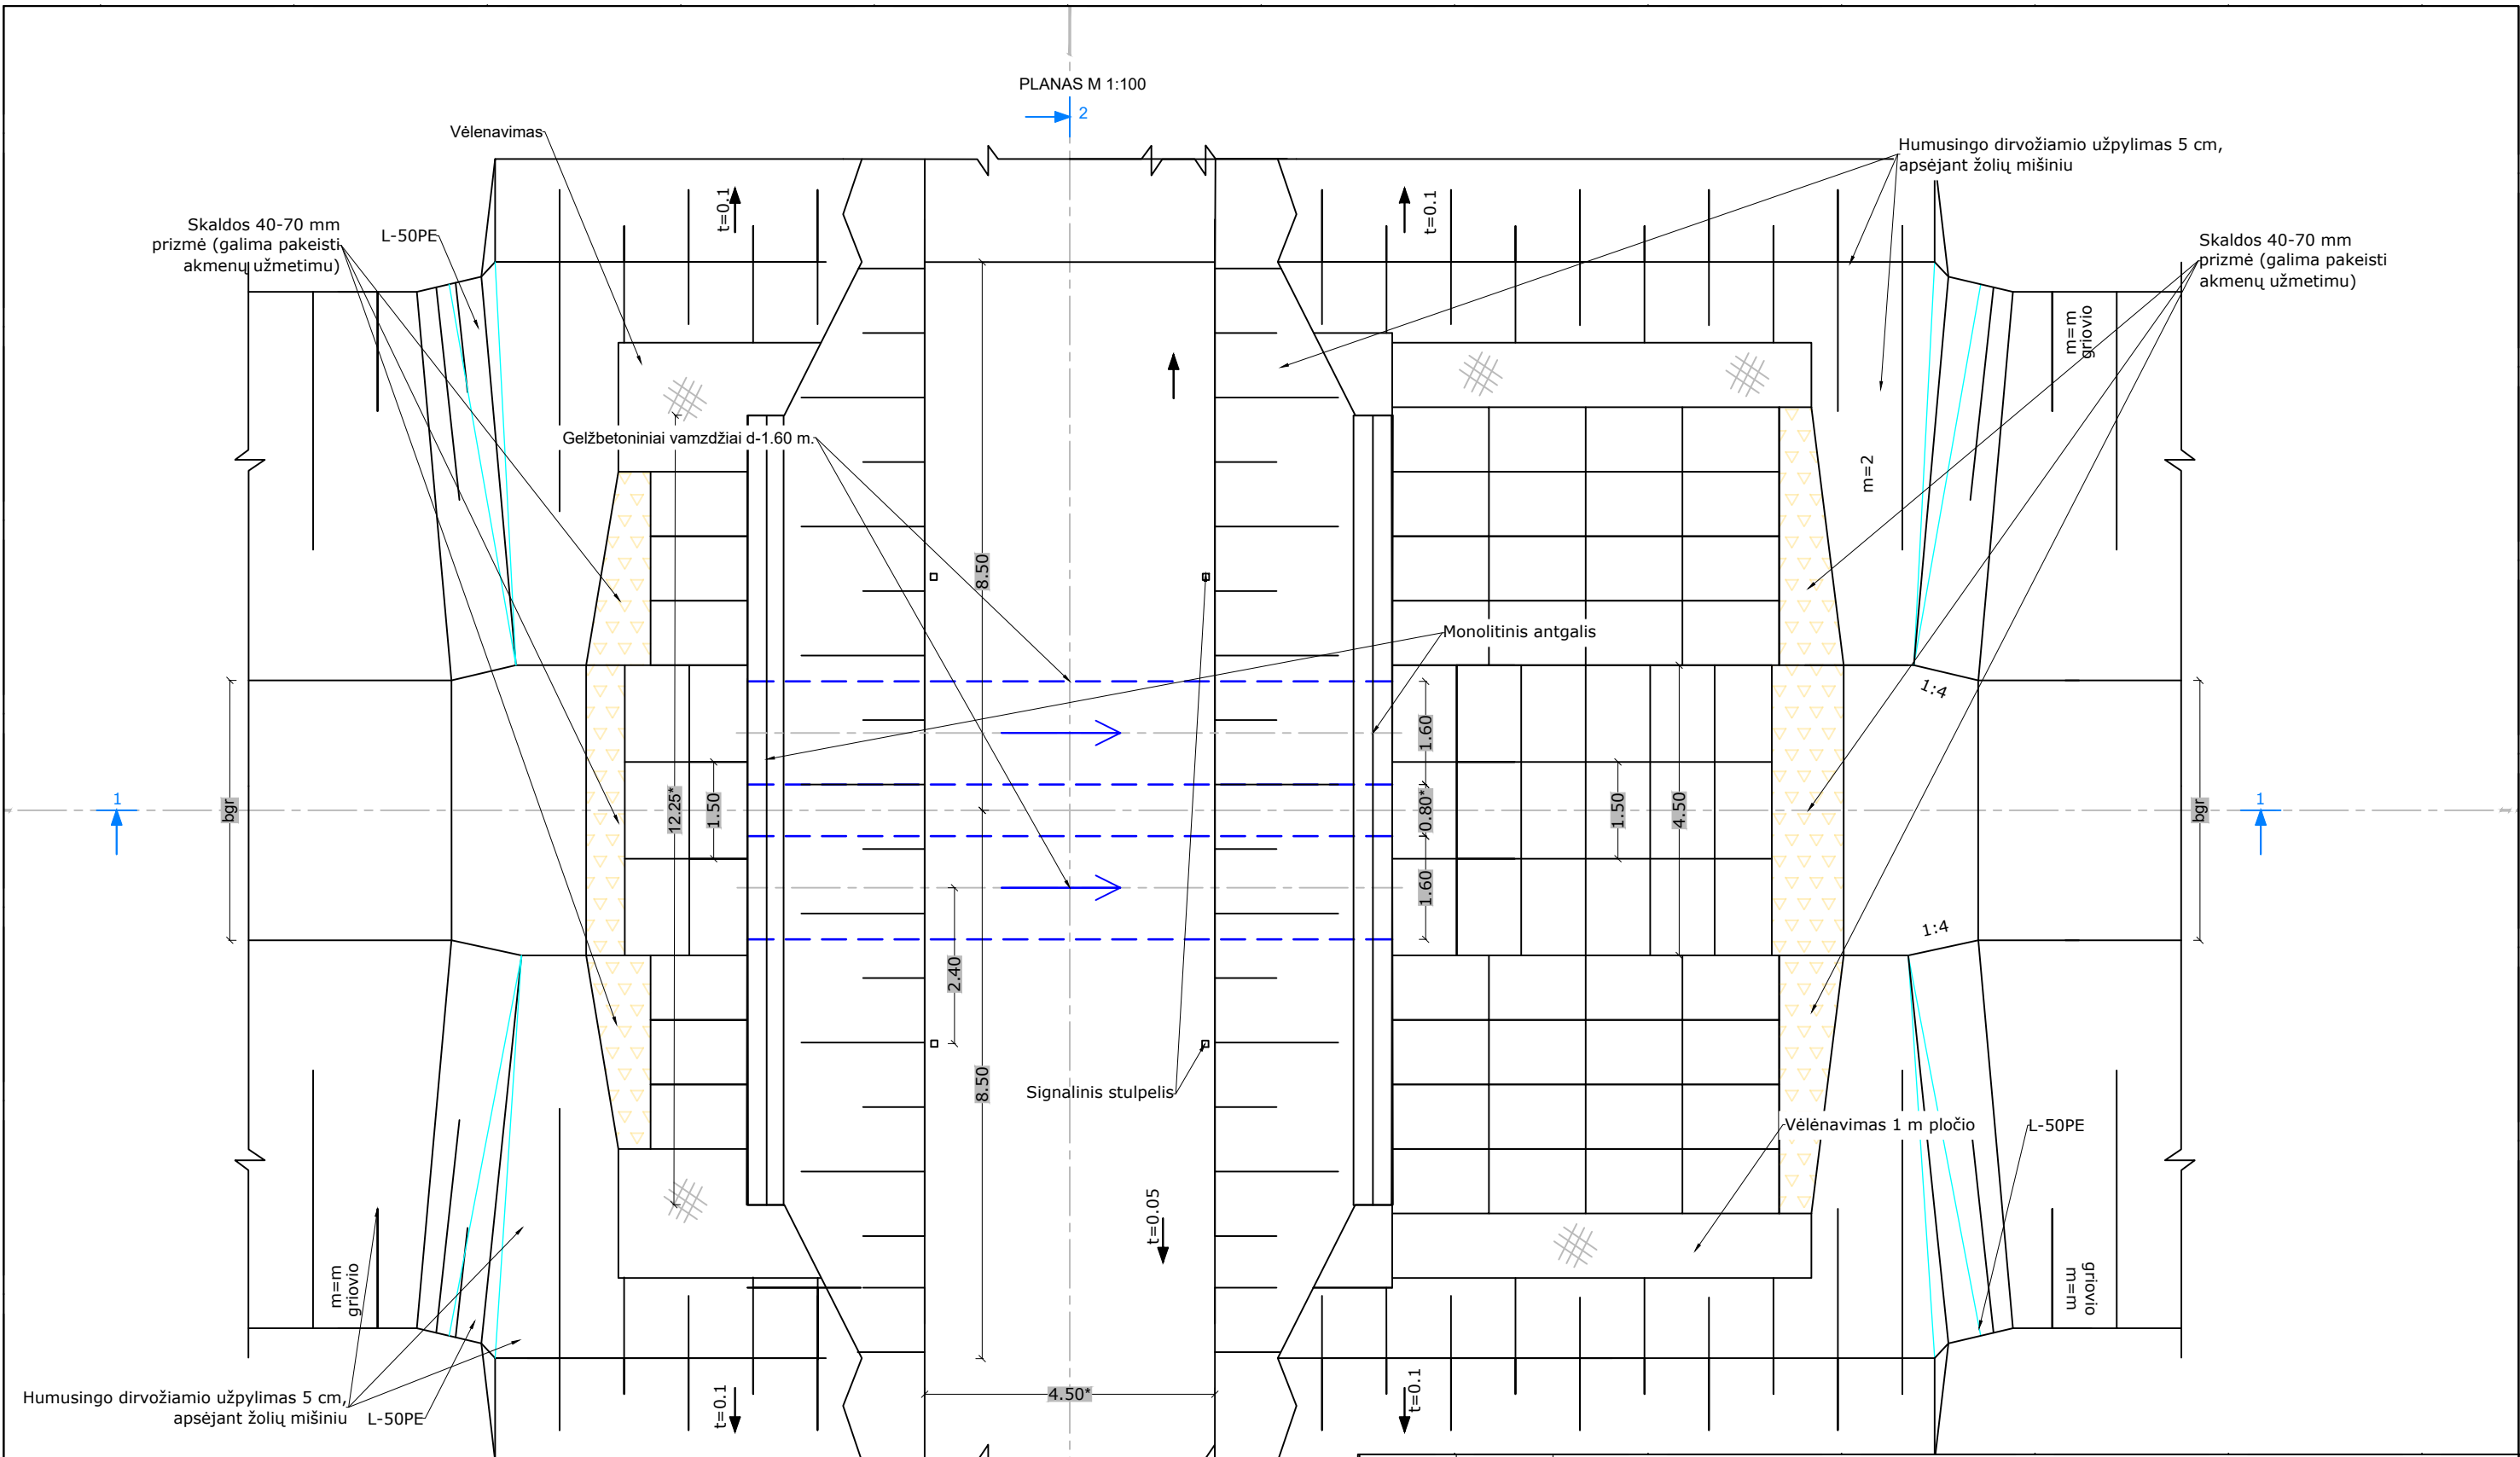 PLANAS M 1:100
2
Vėlenavimas
Humusingo dirvožiamio užpylimas 5 cm,
apsėjant žolių mišiniu
t=0.1
t=0.1
Skaldos 40-70 mm
prizmė (galima pakeisti
akmenų užmetimu)
L-50PE
Skaldos 40-70 mm
prizmė (galima pakeisti
akmenų užmetimu)
m=m
griovio
Gelžbetoniniai vamzdžiai d-1.60 m.
m=2
8.50
Monolitinis antgalis
1:4
1.60
bgr
12.25*
1.50
0.80*
1.50
4.50
bgr
1
1
1.60
1:4
2.40
8.50
Signalinis stulpelis
Vėlėnavimas 1 m pločio
L-50PE
t=0.05
m=m
griovio
griovio
m=m
Humusingo dirvožiamio užpylimas 5 cm,
apsėjant žolių mišiniu
L-50PE
t=0.1
4.50*
t=0.1